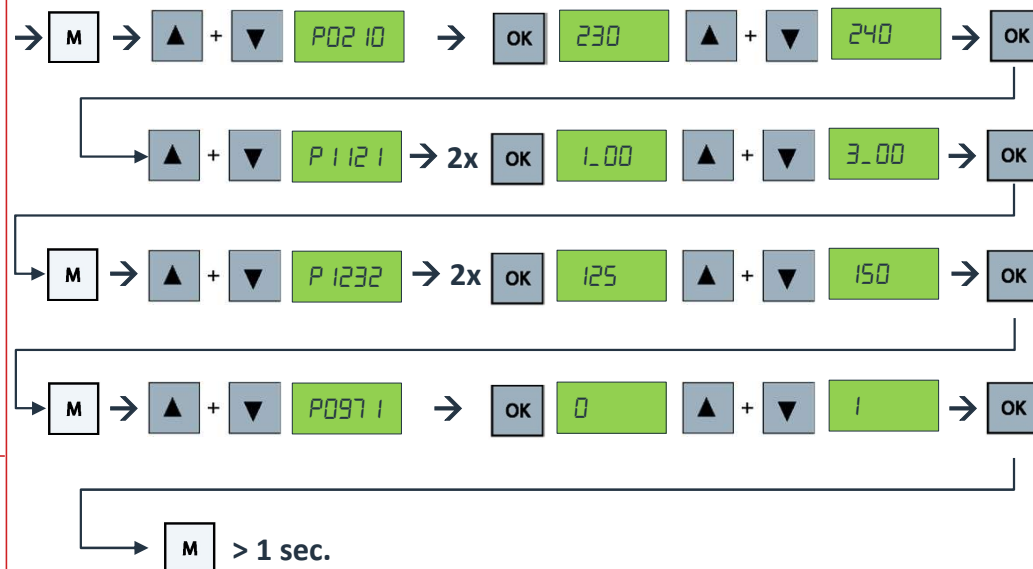 → M → ▲ + ▼ P0210 → OK 230 ▲ + ▼ 240 → OK
▲ + ▼ P1121 → 2x OK 1_00 ▲ + ▼ 3_00 → OK
M → ▲ + ▼ P1232 → 2x OK 125 ▲ + ▼ 150 → OK
M → ▲ + ▼ P0971 → OK 0 ▲ + ▼ 1 → OK
M > 1 sec.